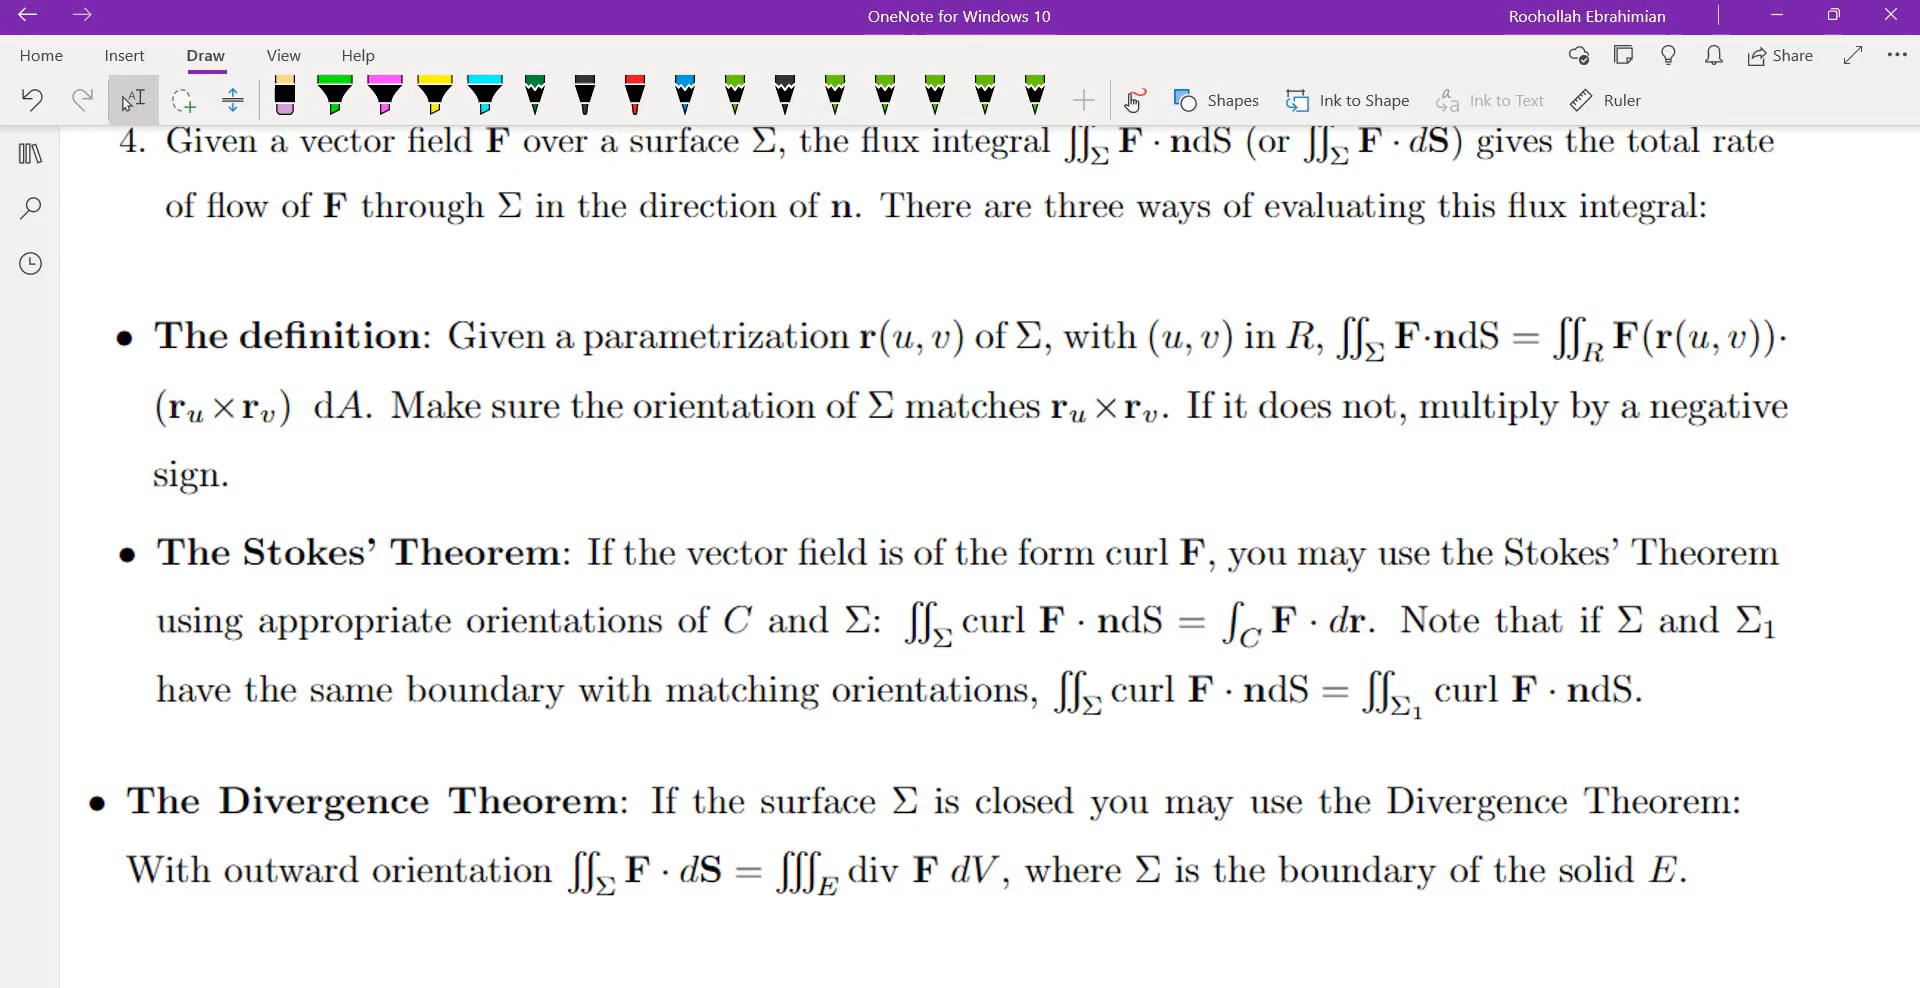 OneNote for Windows 10
Roohollah Ebrahimian
Home Insert Draw View Help
Share
Shapes Ink to Shape Ink to Text Ruler
4. Given a vector field F over a surface Σ, the flux integral ∬_Σ F · ndS (or ∬_Σ F · dS) gives the total rate
of flow of F through Σ in the direction of n. There are three ways of evaluating this flux integral:
• The definition: Given a parametrization r(u, v) of Σ, with (u, v) in R, ∬_Σ F·ndS = ∬_R F(r(u, v))·
(r_u × r_v) dA. Make sure the orientation of Σ matches r_u × r_v. If it does not, multiply by a negative
sign.
• The Stokes’ Theorem: If the vector field is of the form curl F, you may use the Stokes’ Theorem
using appropriate orientations of C and Σ: ∬_Σ curl F · ndS = ∫_C F · dr. Note that if Σ and Σ₁
have the same boundary with matching orientations, ∬_Σ curl F · ndS = ∬_Σ₁ curl F · ndS.
• The Divergence Theorem: If the surface Σ is closed you may use the Divergence Theorem:
With outward orientation ∬_Σ F · dS = ∭_E div F dV, where Σ is the boundary of the solid E.